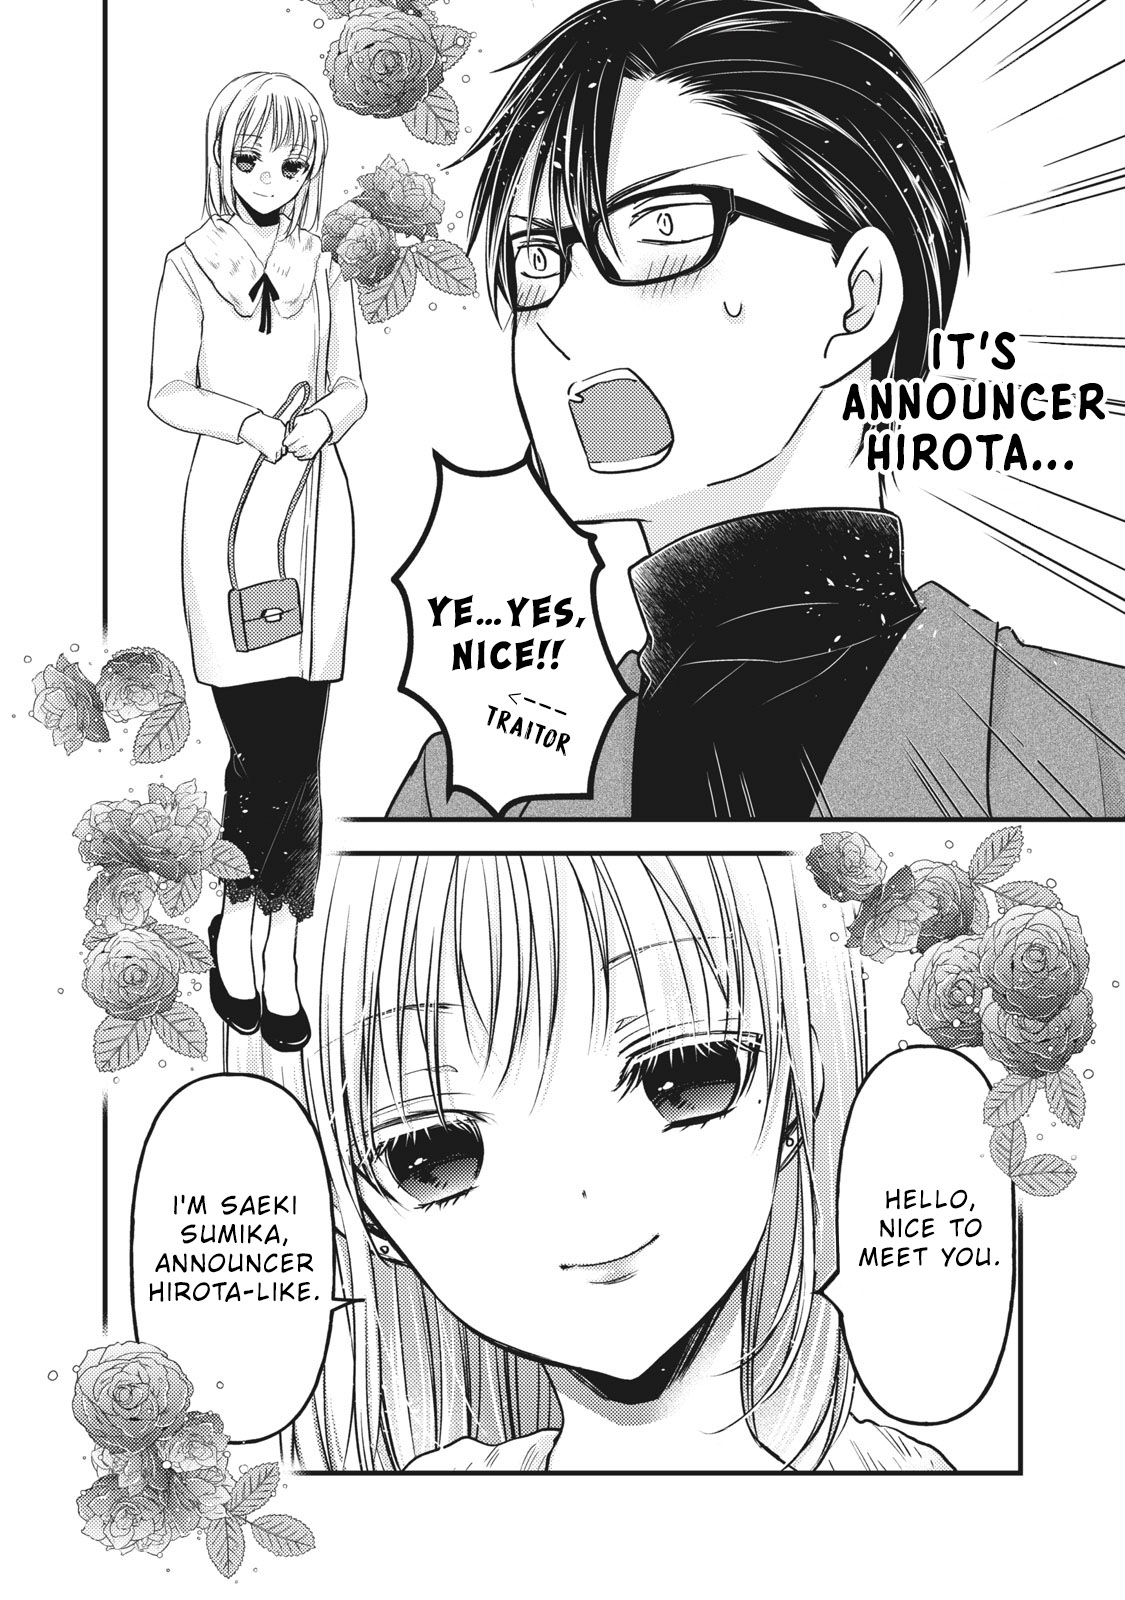 IT'S
ANNOUNCER
HIROTA...
YE...YES,
NICE!!
<---
TRAITOR
HELLO,
NICE TO
MEET YOU.
I'M SAEKI
SUMIKA,
ANNOUNCER
HIROTA-LIKE.